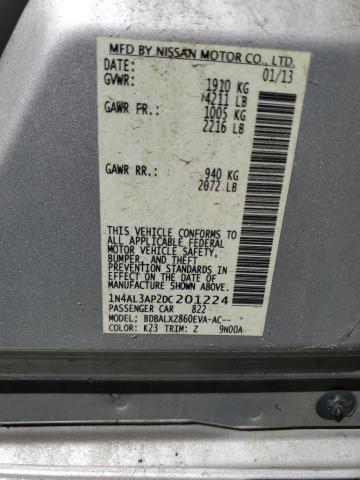 MFD BY NISSAN MOTOR CO., LTD.
DATE: 01/13
GVWR: 1910 KG
4211 LB
GAWR FR.: 1005 KG
2216 LB
GAWR RR.: 940 KG
2072 LB
THIS VEHICLE CONFORMS TO
ALL APPLICABLE FEDERAL
MOTOR VEHICLE SAFETY,
BUMPER, AND THEFT
PREVENTION STANDARDS
IN EFFECT ON THE DATE OF
MANUFACTURE SHOWN ABOVE.
1N4AL3AP2DC201224
PASSENGER CAR 822
MODEL: BDBALXZ860EVA-AC--
COLOR: K23 TRIM: Z 9N00A